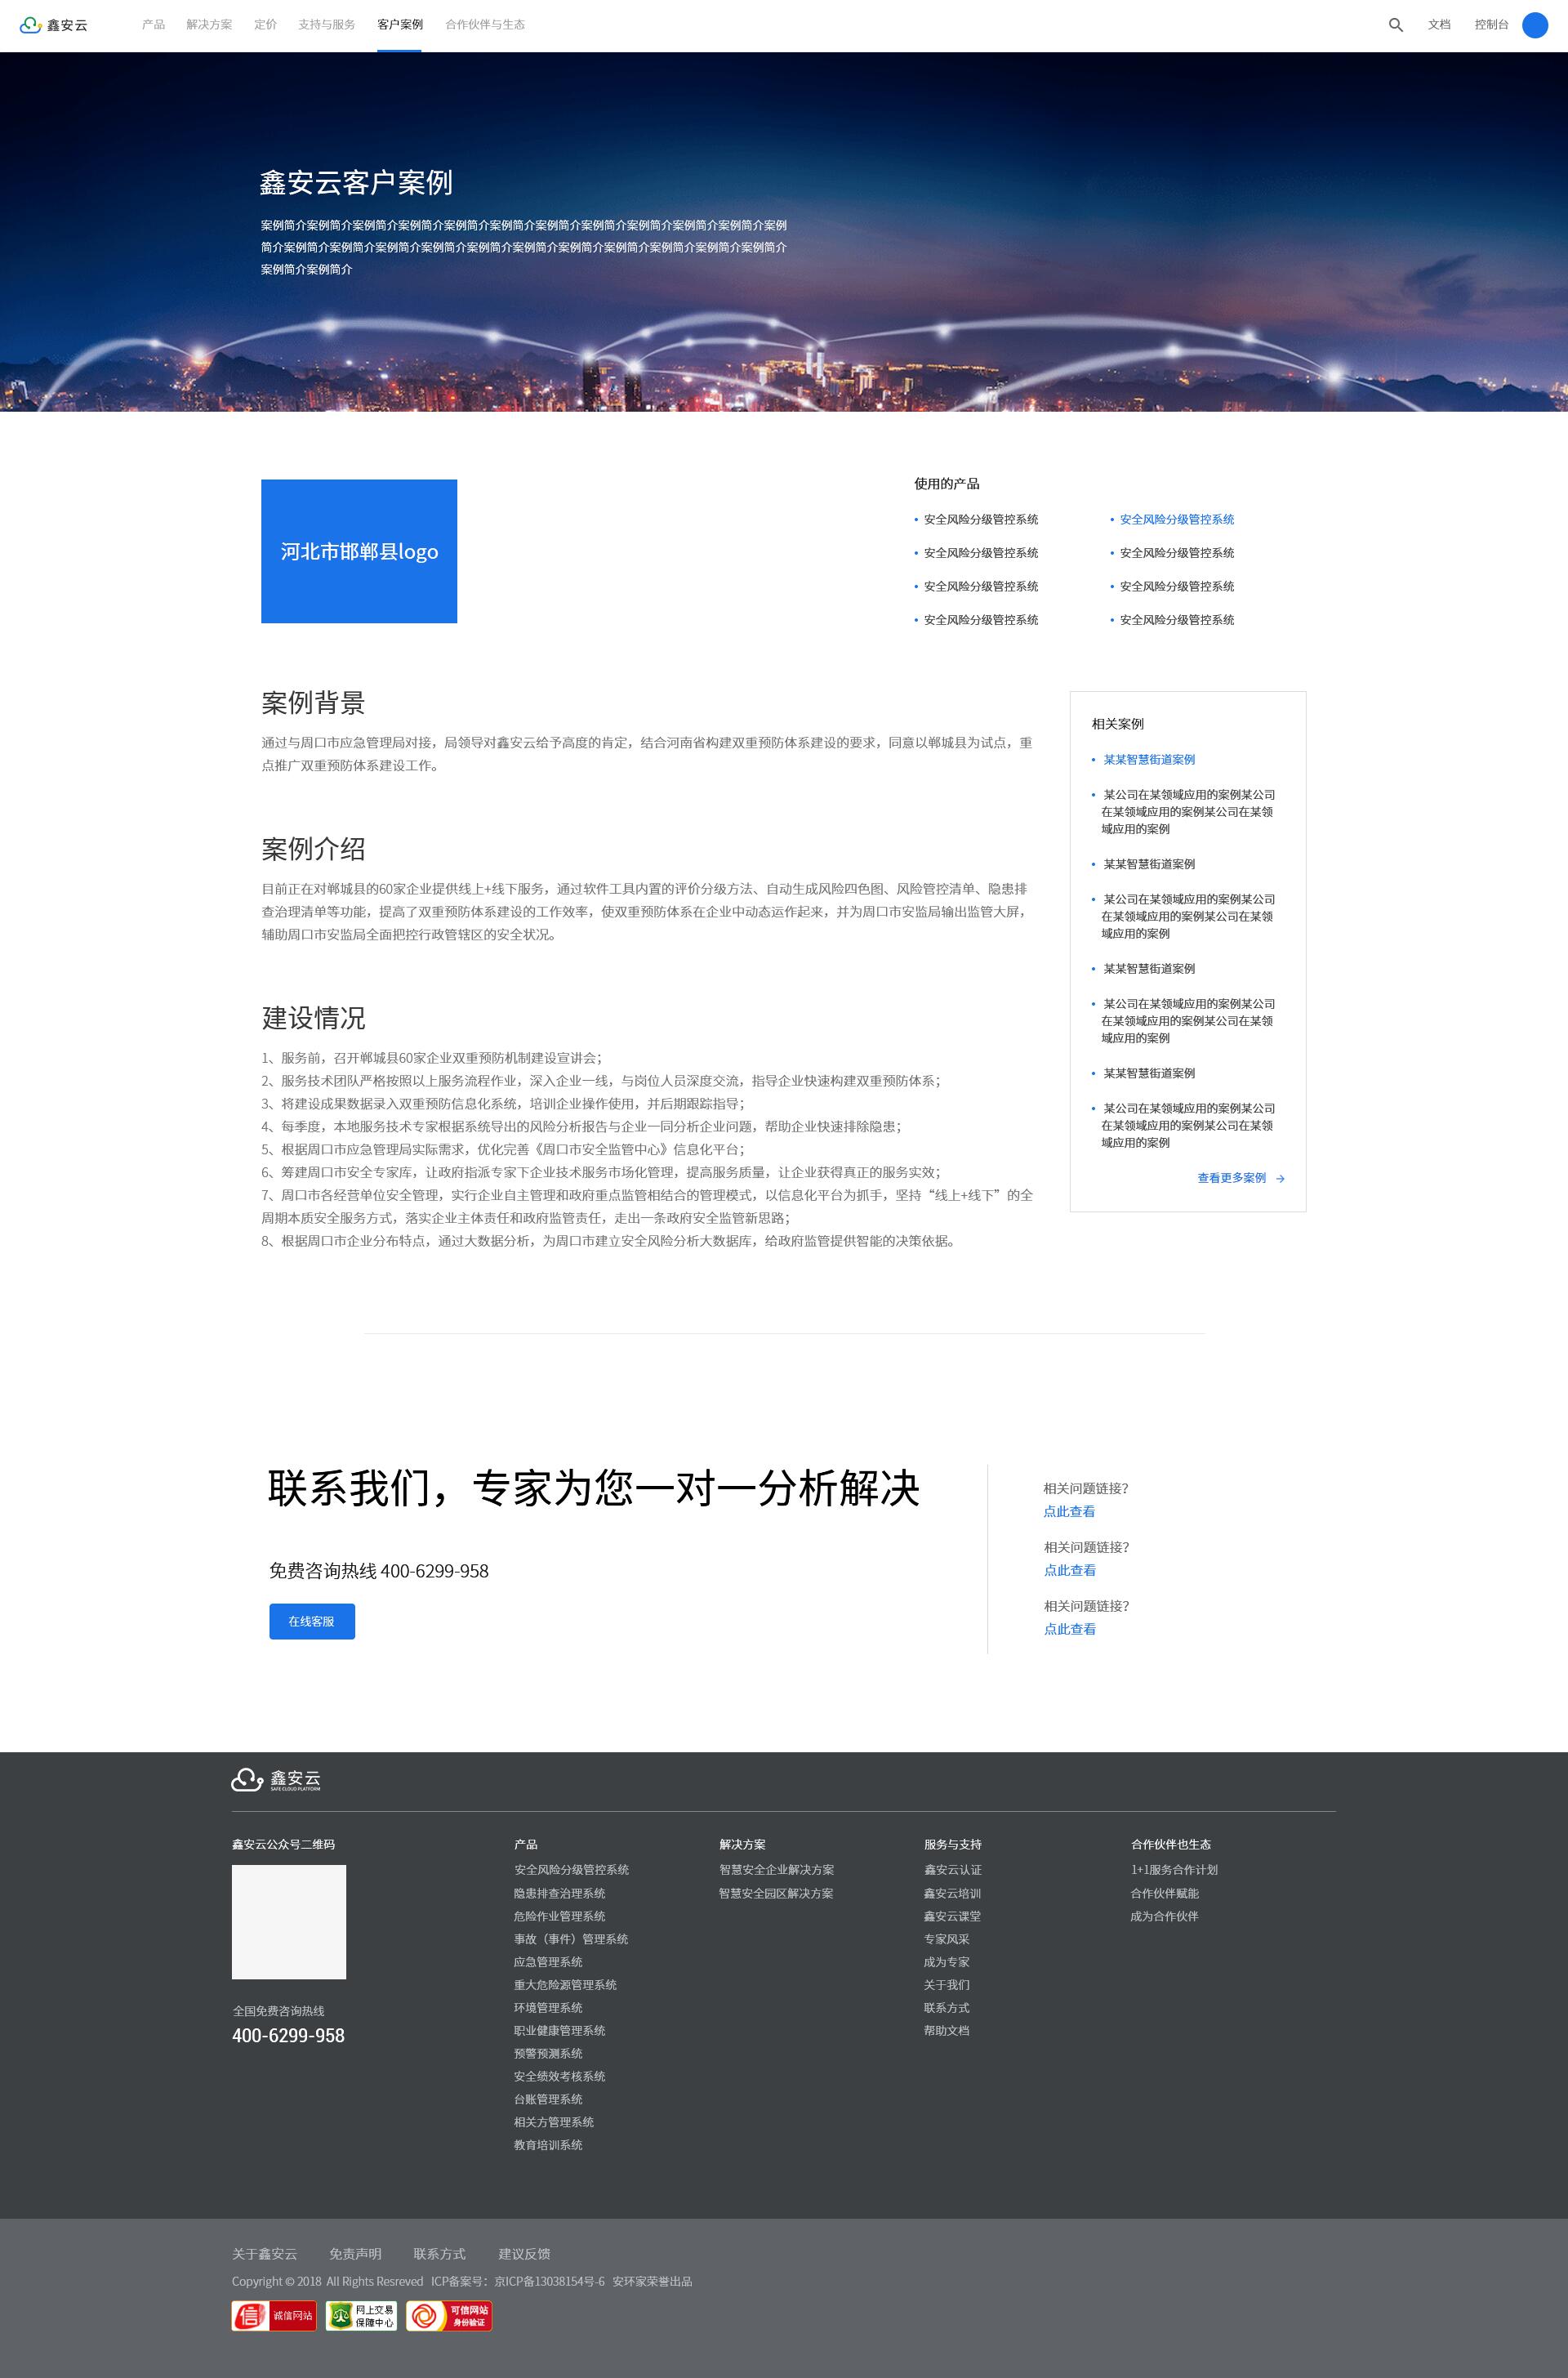 鑫安云
产品 解决方案 定价 支持与服务 客户案例 合作伙伴与生态
文档 控制台
鑫安云客户案例
案例简介案例简介案例简介案例简介案例简介案例简介案例简介案例简介案例简介案例简介案例简介案例
简介案例简介案例简介案例简介案例简介案例简介案例简介案例简介案例简介案例简介案例简介案例简介
案例简介案例简介
河北市邯郸县logo
使用的产品
安全风险分级管控系统 安全风险分级管控系统
安全风险分级管控系统 安全风险分级管控系统
安全风险分级管控系统 安全风险分级管控系统
安全风险分级管控系统 安全风险分级管控系统
案例背景
通过与周口市应急管理局对接，局领导对鑫安云给予高度的肯定，结合河南省构建双重预防体系建设的要求，同意以郸城县为试点，重
点推广双重预防体系建设工作。
案例介绍
目前正在对郸城县的60家企业提供线上+线下服务，通过软件工具内置的评价分级方法、自动生成风险四色图、风险管控清单、隐患排
查治理清单等功能，提高了双重预防体系建设的工作效率，使双重预防体系在企业中动态运作起来，并为周口市安监局输出监管大屏，
辅助周口市安监局全面把控行政管辖区的安全状况。
建设情况
1、服务前，召开郸城县60家企业双重预防机制建设宣讲会；
2、服务技术团队严格按照以上服务流程作业，深入企业一线，与岗位人员深度交流，指导企业快速构建双重预防体系；
3、将建设成果数据录入双重预防信息化系统，培训企业操作使用，并后期跟踪指导；
4、每季度，本地服务技术专家根据系统导出的风险分析报告与企业一同分析企业问题，帮助企业快速排除隐患；
5、根据周口市应急管理局实际需求，优化完善《周口市安全监管中心》信息化平台；
6、筹建周口市安全专家库，让政府指派专家下企业技术服务市场化管理，提高服务质量，让企业获得真正的服务实效；
7、周口市各经营单位安全管理，实行企业自主管理和政府重点监管相结合的管理模式，以信息化平台为抓手，坚持“线上+线下”的全
周期本质安全服务方式，落实企业主体责任和政府监管责任，走出一条政府安全监管新思路；
8、根据周口市企业分布特点，通过大数据分析，为周口市建立安全风险分析大数据库，给政府监管提供智能的决策依据。
相关案例
某某智慧街道案例
某公司在某领域应用的案例某公司
在某领域应用的案例某公司在某领
域应用的案例
某某智慧街道案例
某公司在某领域应用的案例某公司
在某领域应用的案例某公司在某领
域应用的案例
某某智慧街道案例
某公司在某领域应用的案例某公司
在某领域应用的案例某公司在某领
域应用的案例
某某智慧街道案例
某公司在某领域应用的案例某公司
在某领域应用的案例某公司在某领
域应用的案例
查看更多案例
联系我们，专家为您一对一分析解决
免费咨询热线 400-6299-958
在线客服
相关问题链接？
点此查看
相关问题链接？
点此查看
相关问题链接？
点此查看
鑫安云
SAFE CLOUD PLATFORM
鑫安云公众号二维码
全国免费咨询热线
400-6299-958
产品
安全风险分级管控系统
隐患排查治理系统
危险作业管理系统
事故（事件）管理系统
应急管理系统
重大危险源管理系统
环境管理系统
职业健康管理系统
预警预测系统
安全绩效考核系统
台账管理系统
相关方管理系统
教育培训系统
解决方案
智慧安全企业解决方案
智慧安全园区解决方案
服务与支持
鑫安云认证
鑫安云培训
鑫安云课堂
专家风采
成为专家
关于我们
联系方式
帮助文档
合作伙伴也生态
1+1服务合作计划
合作伙伴赋能
成为合作伙伴
关于鑫安云 免责声明 联系方式 建议反馈
Copyright © 2018 All Rights Resreved ICP备案号：京ICP备13038154号-6 安环家荣誉出品
信 诚信网站
网上交易
保障中心
可信网站
身份验证